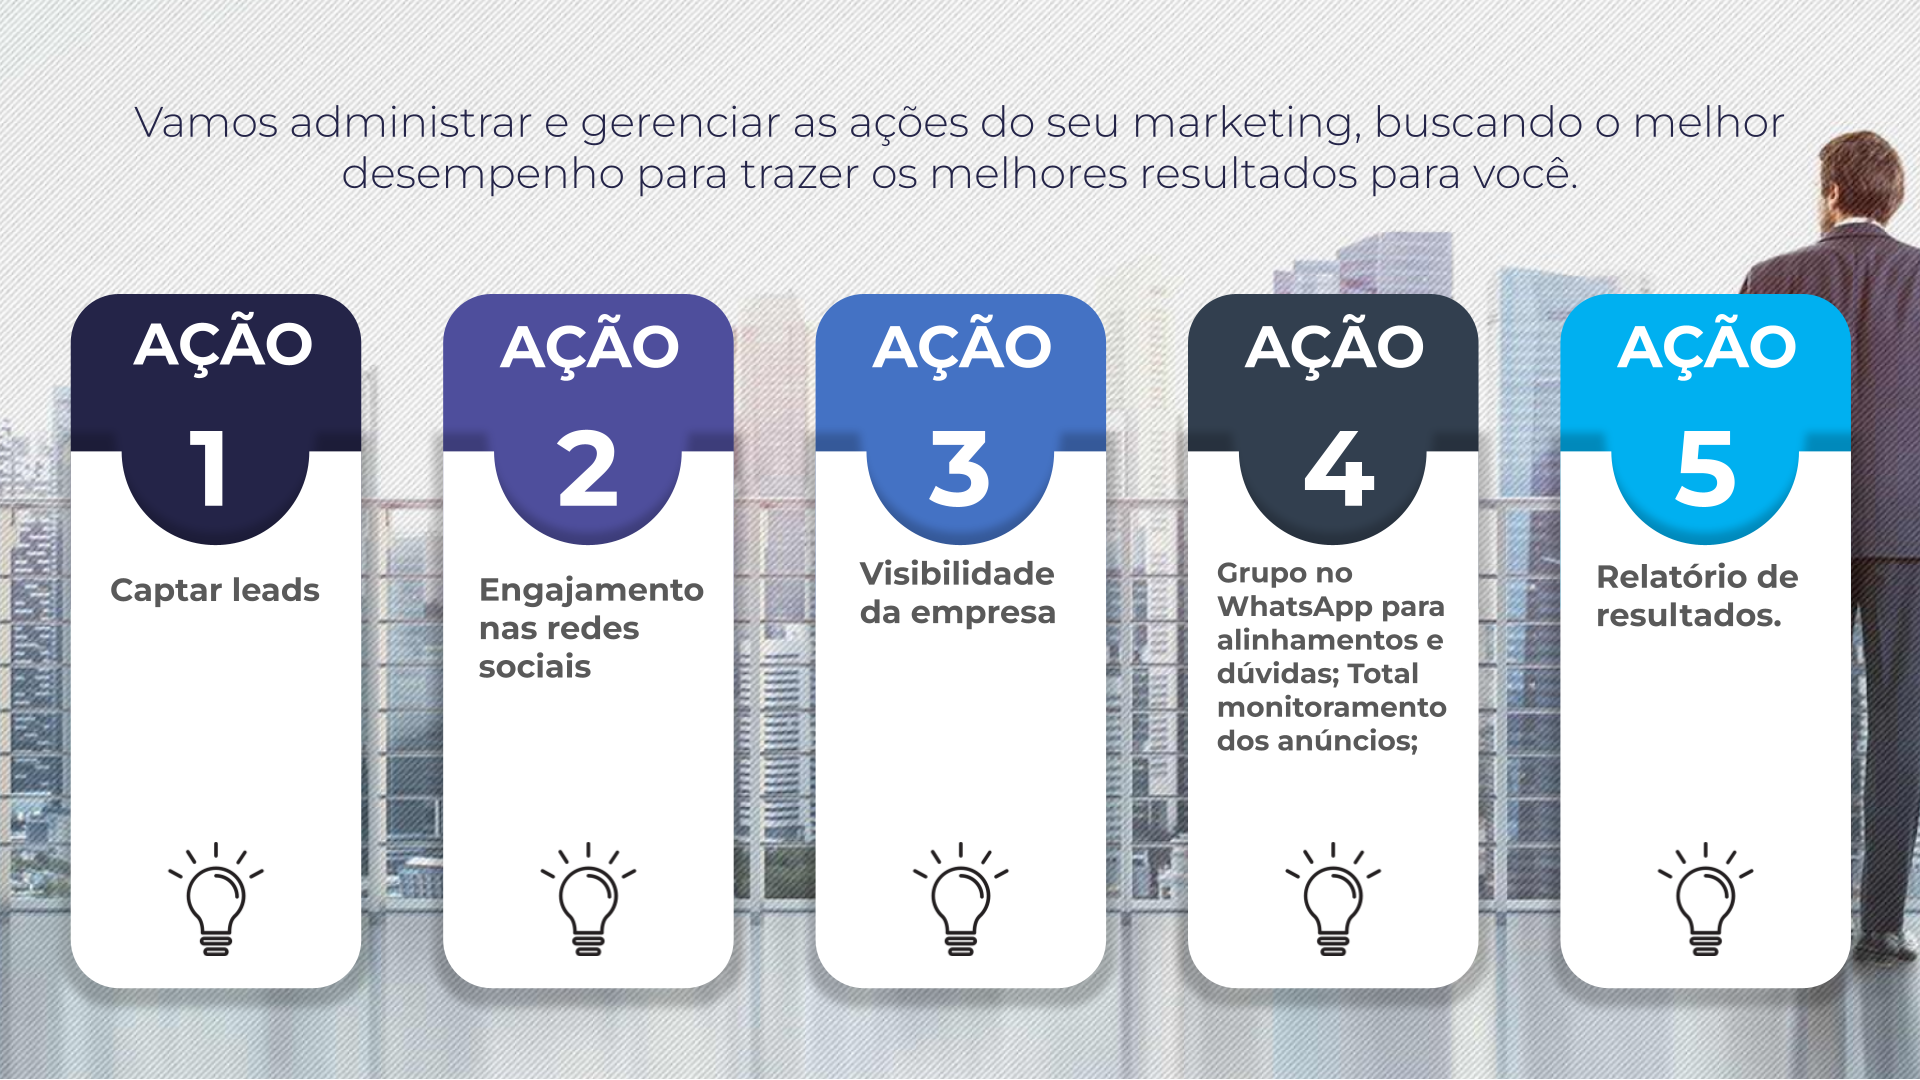 Vamos administrar e gerenciar as ações do seu marketing, buscando o melhor
desempenho para trazer os melhores resultados para você.
AÇÃO
1
Captar leads
AÇÃO
2
Engajamento
nas redes
sociais
AÇÃO
3
Visibilidade
da empresa
AÇÃO
4
Grupo no
WhatsApp para
alinhamentos e
dúvidas; Total
monitoramento
dos anúncios;
AÇÃO
5
Relatório de
resultados.